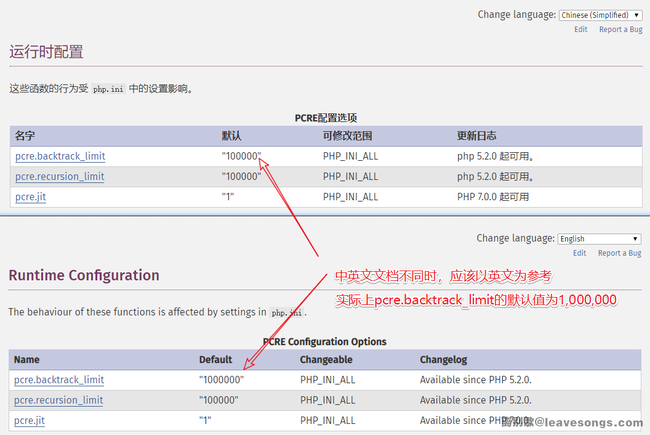 Change language: Chinese (Simplified)
Edit Report a Bug
运行时配置
这些函数的行为受 php.ini 中的设置影响。
PCRE配置选项
名字 默认 可修改范围 更新日志
pcre.backtrack_limit "100000" PHP_INI_ALL php 5.2.0 起可用。
pcre.recursion_limit "100000" PHP_INI_ALL php 5.2.0 起可用。
pcre.jit "1" PHP_INI_ALL PHP 7.0.0 起可用
Change language: English
Edit Report a Bug
Runtime Configuration
中英文文档不同时，应该以英文为参考
实际上pcre.backtrack_limit的默认值为1,000,000
The behaviour of these functions is affected by settings in php.ini.
PCRE Configuration Options
Name Default Changeable Changelog
pcre.backtrack_limit "1000000" PHP_INI_ALL Available since PHP 5.2.0.
pcre.recursion_limit "100000" PHP_INI_ALL Available since PHP 5.2.0.
pcre.jit "1" PHP_INI_ALL Available since PHP 7.0.0.
@leavesongs.com